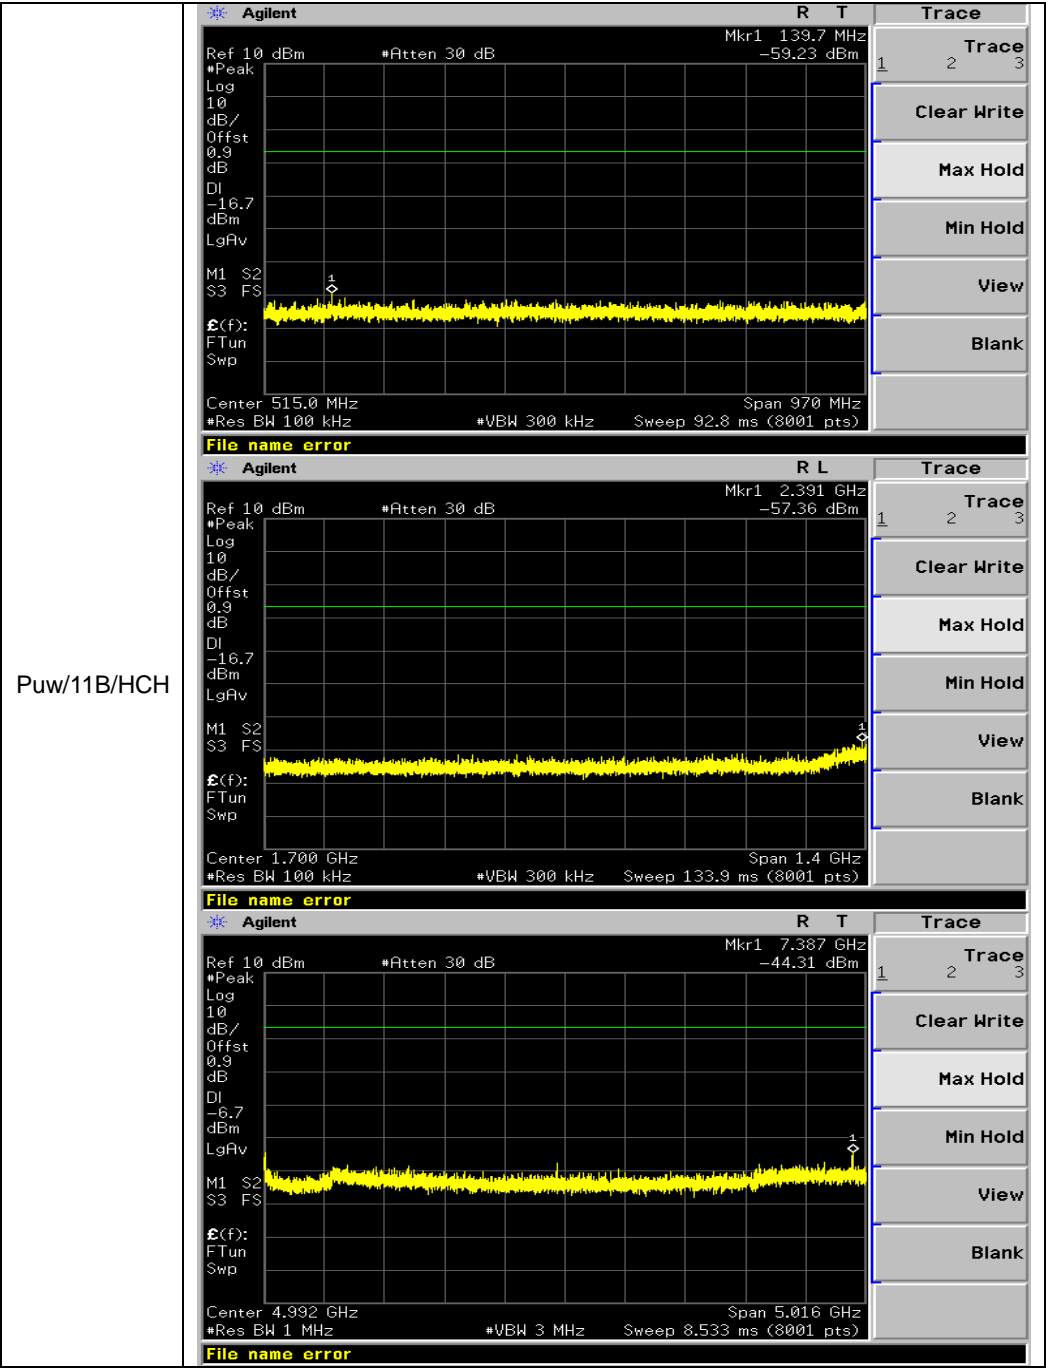 Puw/11B/HCH
Agilent R T Trace
Mkr1 139.7 MHz
Ref 10 dBm #Atten 30 dB -59.23 dBm
#Peak
Log
10
dB/
Offst
0.9
dB
DI
-16.7
dBm
LgAv
M1 S2
S3 FS
£(f):
FTun
Swp
1
Center 515.0 MHz Span 970 MHz
#Res BW 100 kHz #VBW 300 kHz Sweep 92.8 ms (8001 pts)
File name error
Trace
1 2 3
Clear Write
Max Hold
Min Hold
View
Blank
Agilent R L Trace
Mkr1 2.391 GHz
Ref 10 dBm #Atten 30 dB -57.36 dBm
#Peak
Log
10
dB/
Offst
0.9
dB
DI
-16.7
dBm
LgAv
M1 S2
S3 FS
£(f):
FTun
Swp
1
Center 1.700 GHz Span 1.4 GHz
#Res BW 100 kHz #VBW 300 kHz Sweep 133.9 ms (8001 pts)
File name error
Trace
1 2 3
Clear Write
Max Hold
Min Hold
View
Blank
Agilent R T Trace
Mkr1 7.387 GHz
Ref 10 dBm #Atten 30 dB -44.31 dBm
#Peak
Log
10
dB/
Offst
0.9
dB
DI
-6.7
dBm
LgAv
M1 S2
S3 FS
£(f):
FTun
Swp
1
Center 4.992 GHz Span 5.016 GHz
#Res BW 1 MHz #VBW 3 MHz Sweep 8.533 ms (8001 pts)
File name error
Trace
1 2 3
Clear Write
Max Hold
Min Hold
View
Blank